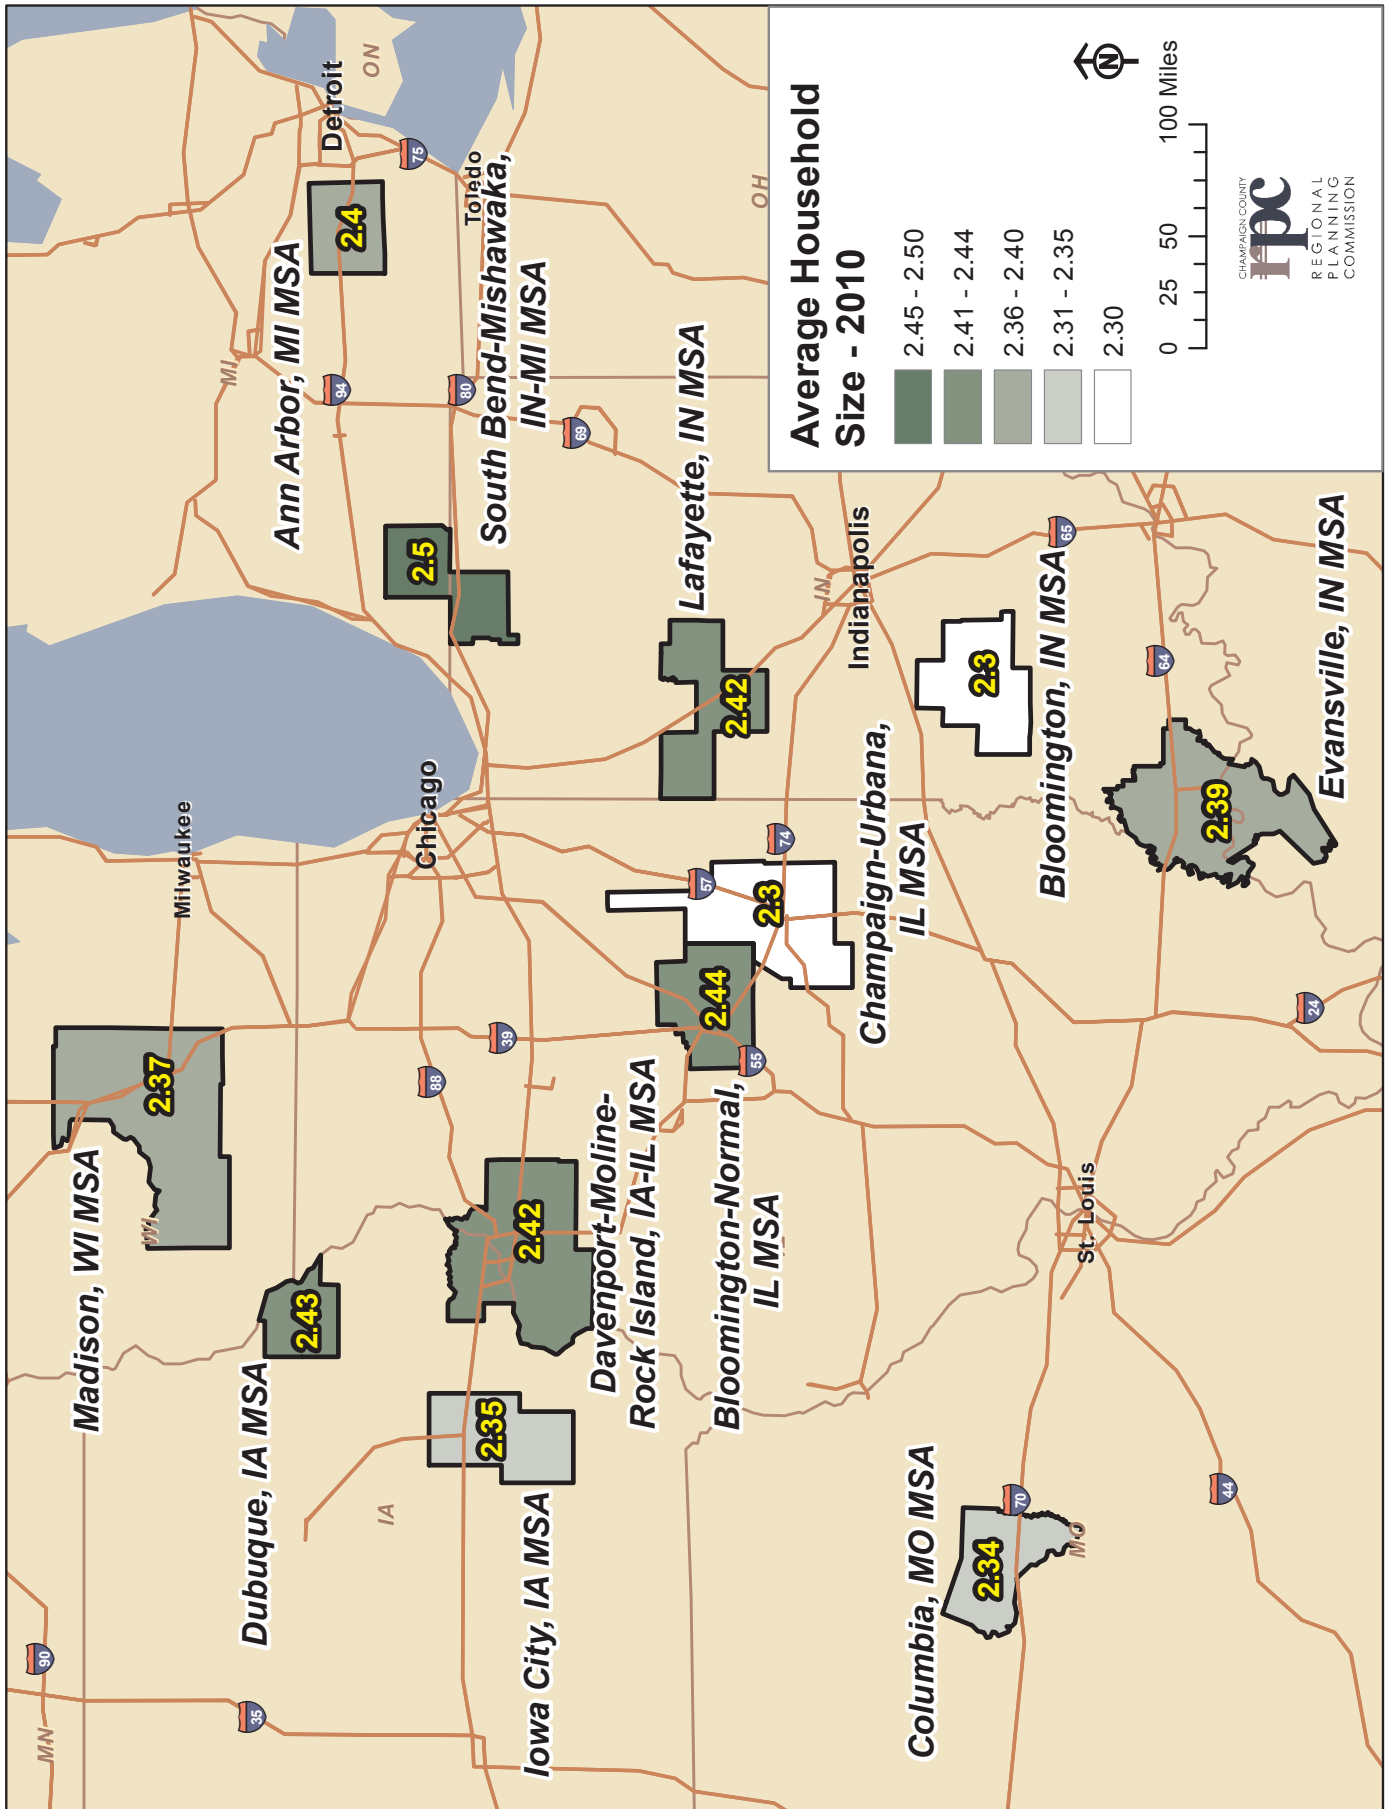 MN
90
35
Madison, WI MSA
2.37
WI
Milwaukee
Dubuque, IA MSA
2.43
IA
Iowa City, IA MSA
2.35
88
39
Chicago
Davenport-Moline-
Rock Island, IA-IL MSA
2.42
Bloomington-Normal,
IL MSA
2.44
55
57
2.3
74
Champaign-Urbana,
IL MSA
Columbia, MO MSA
2.34
70
MO
44
St. Louis
24
MI
Ann Arbor, MI MSA
2.4
Detroit
ON
94
75
80
Toledo
South Bend-Mishawaka,
IN-MI MSA
2.5
69
OH
Lafayette, IN MSA
2.42
IN
Indianapolis
2.3
Bloomington, IN MSA
65
64
2.39
Evansville, IN MSA
Average Household
Size - 2010
2.45 - 2.50
2.41 - 2.44
2.36 - 2.40
2.31 - 2.35
2.30
N
0 25 50 100 Miles
CHAMPAIGN COUNTY
rpc
REGIONAL
PLANNING
COMMISSION